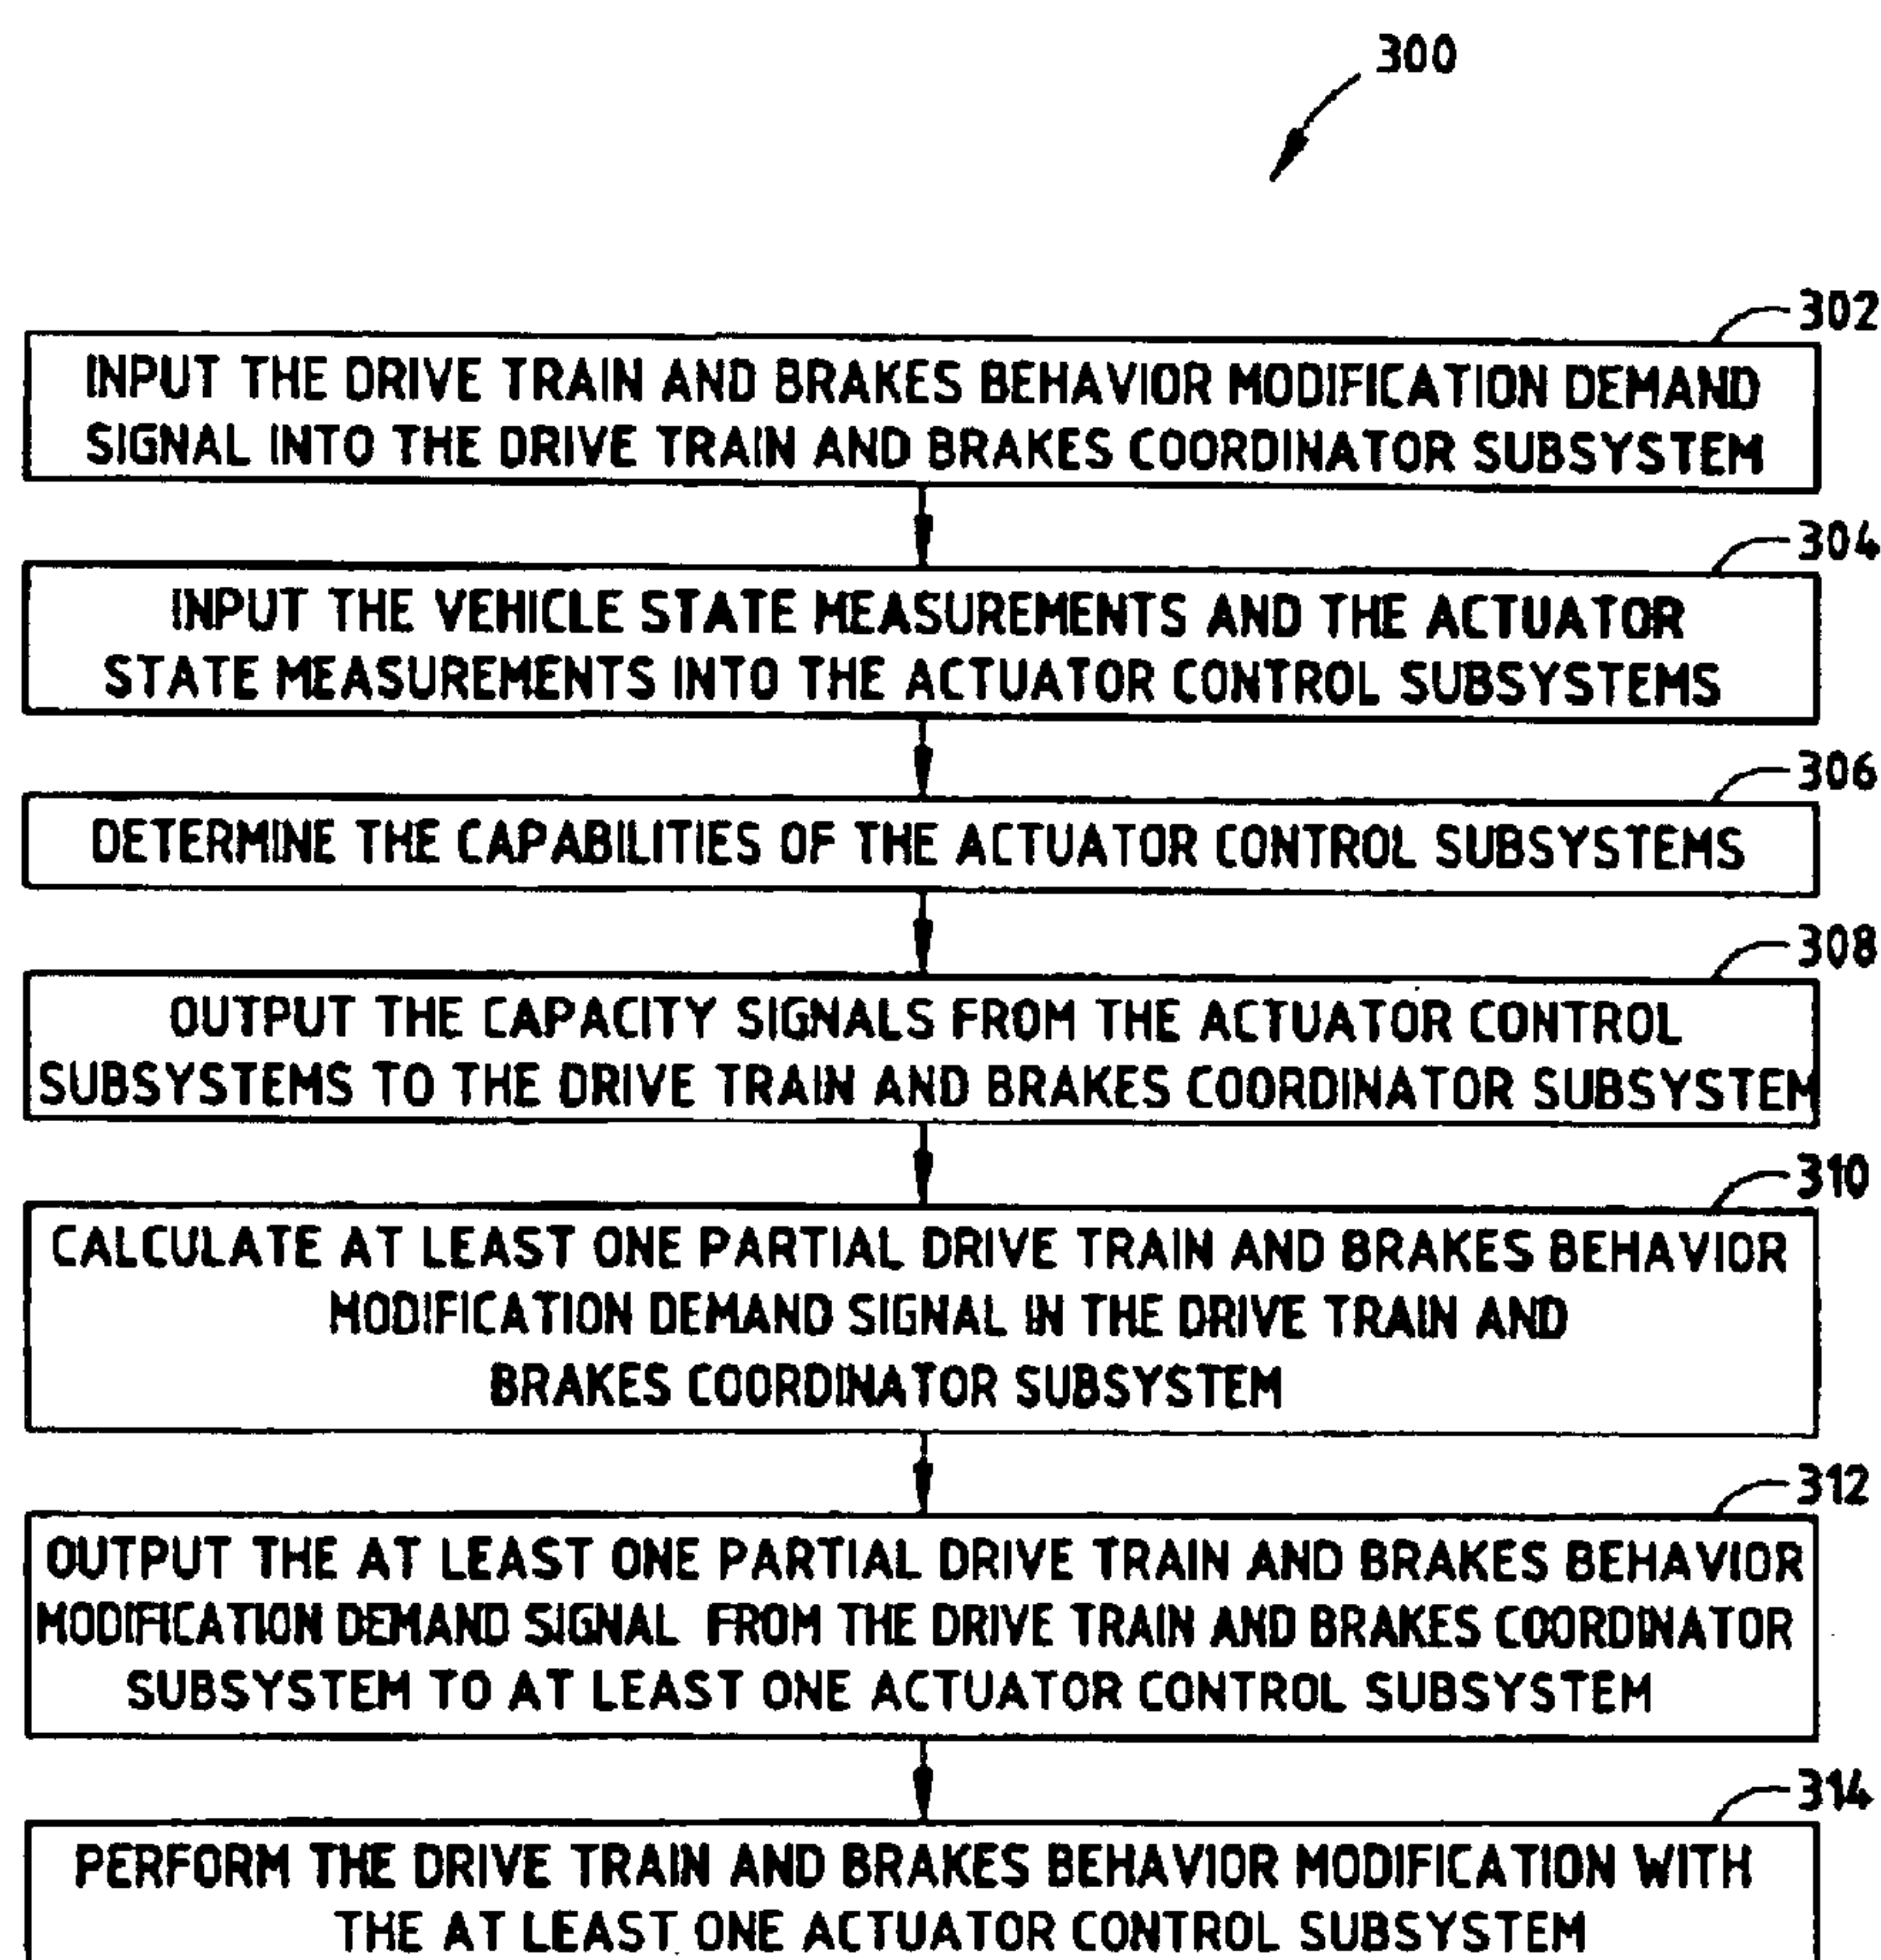 300
302
INPUT THE DRIVE TRAIN AND BRAKES BEHAVIOR MODIFICATION DEMAND
SIGNAL INTO THE DRIVE TRAIN AND BRAKES COORDINATOR SUBSYSTEM
304
INPUT THE VEHICLE STATE MEASUREMENTS AND THE ACTUATOR
STATE MEASUREMENTS INTO THE ACTUATOR CONTROL SUBSYSTEMS
306
DETERMINE THE CAPABILITIES OF THE ACTUATOR CONTROL SUBSYSTEMS
308
OUTPUT THE CAPACITY SIGNALS FROM THE ACTUATOR CONTROL
SUBSYSTEMS TO THE DRIVE TRAIN AND BRAKES COORDINATOR SUBSYSTEM
310
CALCULATE AT LEAST ONE PARTIAL DRIVE TRAIN AND BRAKES BEHAVIOR
MODIFICATION DEMAND SIGNAL IN THE DRIVE TRAIN AND
BRAKES COORDINATOR SUBSYSTEM
312
OUTPUT THE AT LEAST ONE PARTIAL DRIVE TRAIN AND BRAKES BEHAVIOR
MODIFICATION DEMAND SIGNAL FROM THE DRIVE TRAIN AND BRAKES COORDINATOR
SUBSYSTEM TO AT LEAST ONE ACTUATOR CONTROL SUBSYSTEM
314
PERFORM THE DRIVE TRAIN AND BRAKES BEHAVIOR MODIFICATION WITH
THE AT LEAST ONE ACTUATOR CONTROL SUBSYSTEM